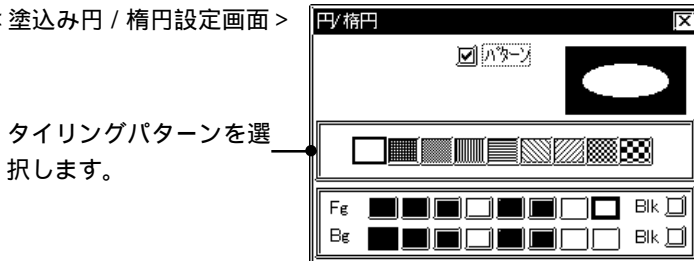 <塗込み円 / 楕円設定画面>
円/楕円
パターン
タイリングパターンを選
択します。
Fg
Blk
Bg
Blk